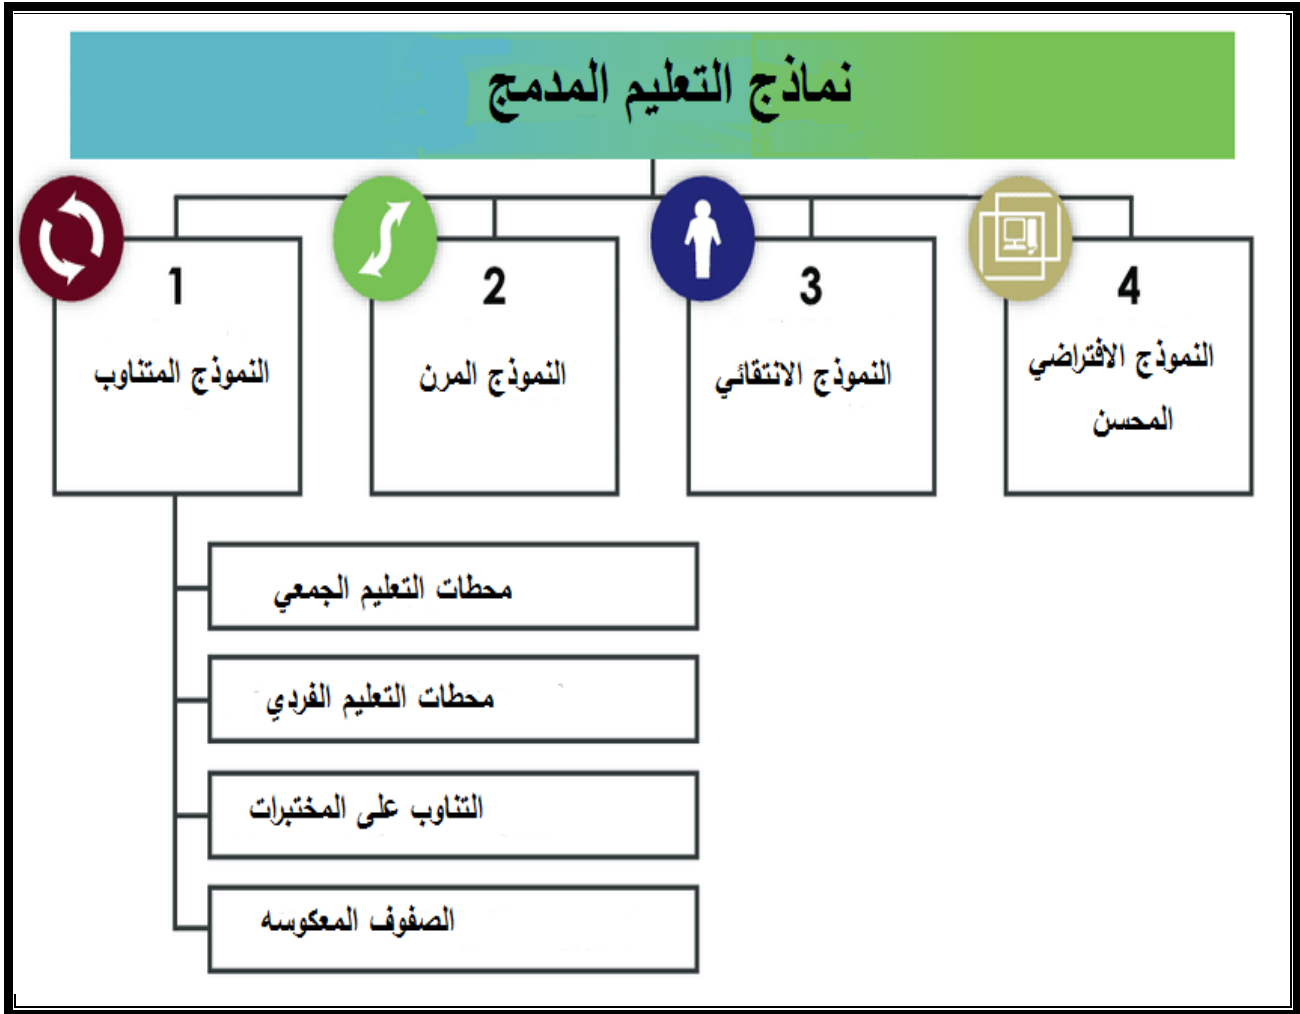 نماذج التعليم المدمج
1
النموذج المتناوب
2
النموذج المرن
3
النموذج الانتقائي
4
النموذج الافتراضي
المحسن
محطات التعليم الجمعي
محطات التعليم الفردي
التناوب على المختبرات
الصفوف المعكوسه